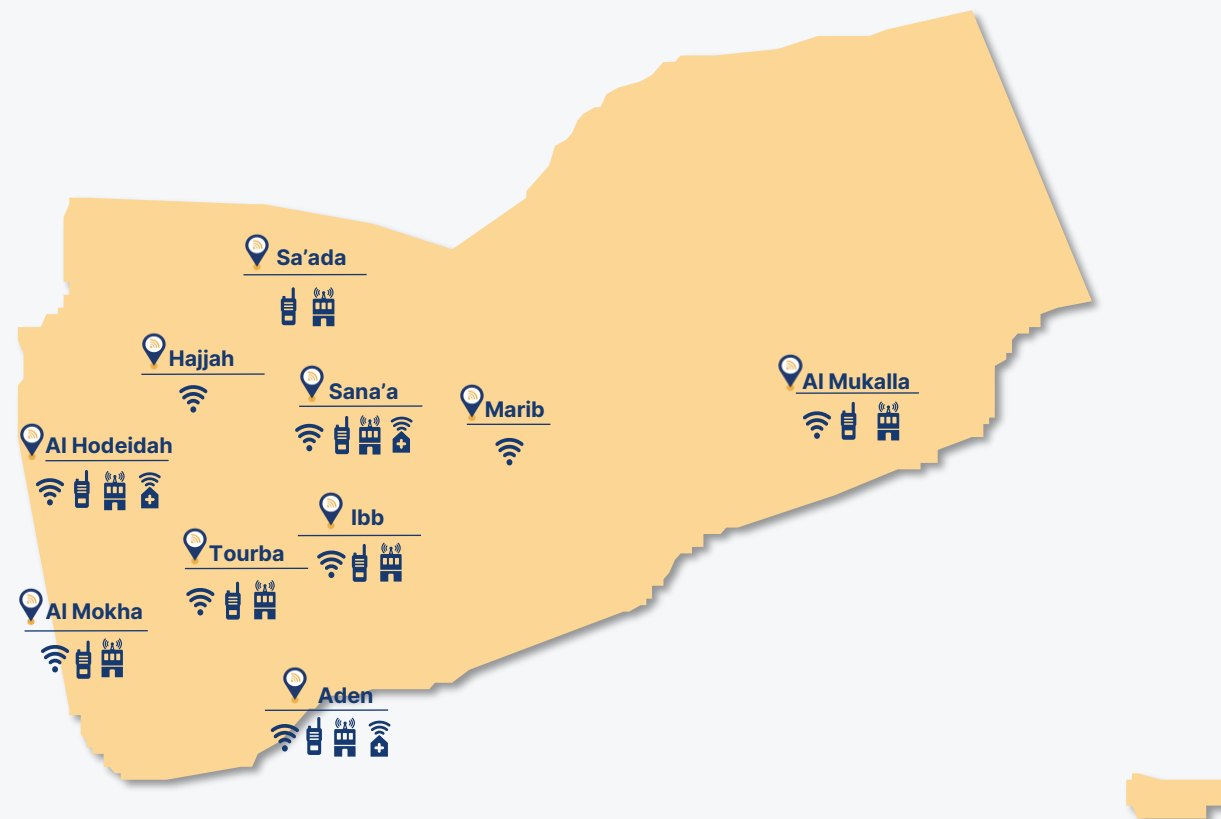 Sa’ada
Hajjah
Sana’a
Al Mukalla
Marib
Al Hodeidah
Ibb
Tourba
Al Mokha
Aden